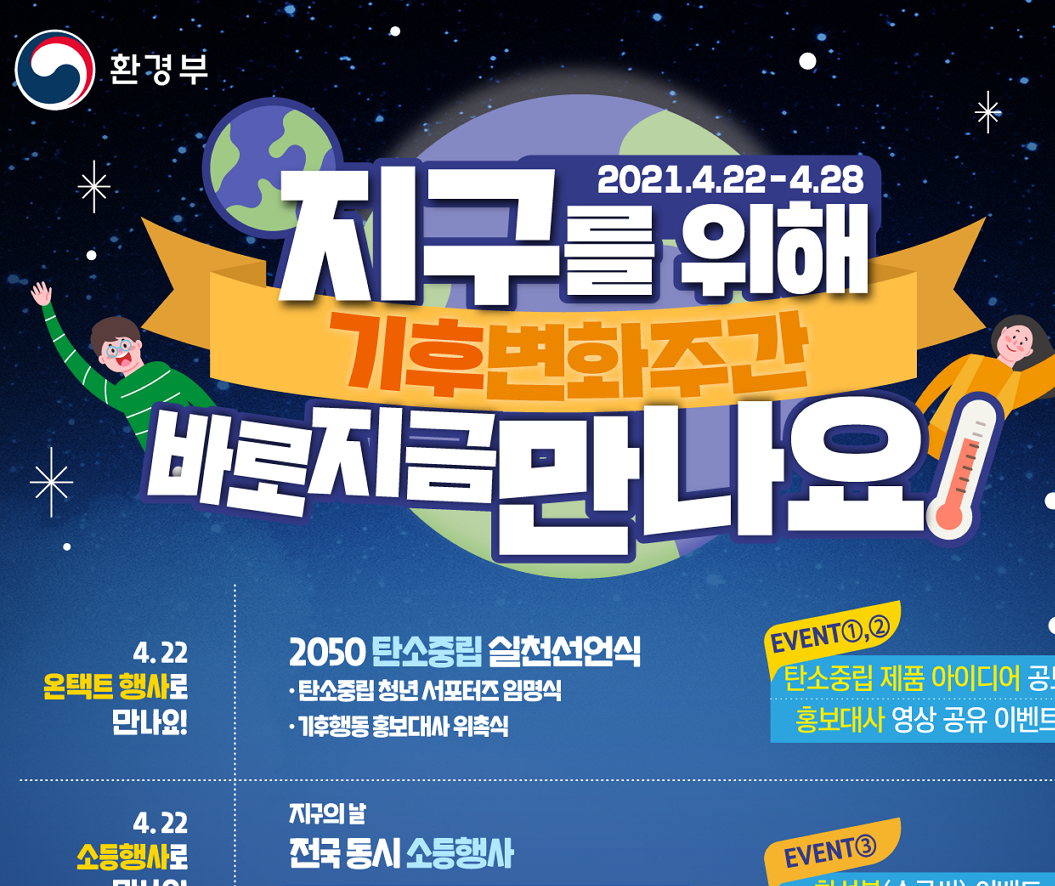 환경부
2021.4.22-4.28
지구를 위해
기후변화주간
바로지금만나요
4. 22
온택트 행사로
만나요!
2050 탄소중립 실천선언식
· 탄소중립 청년 서포터즈 임명식
· 기후행동 홍보대사 위촉식
EVENT①,②
탄소중립 제품 아이디어
홍보대사 영상 공유 이벤트
4. 22
소등행사로
지구의 날
전국 동시 소등행사
EVENT③